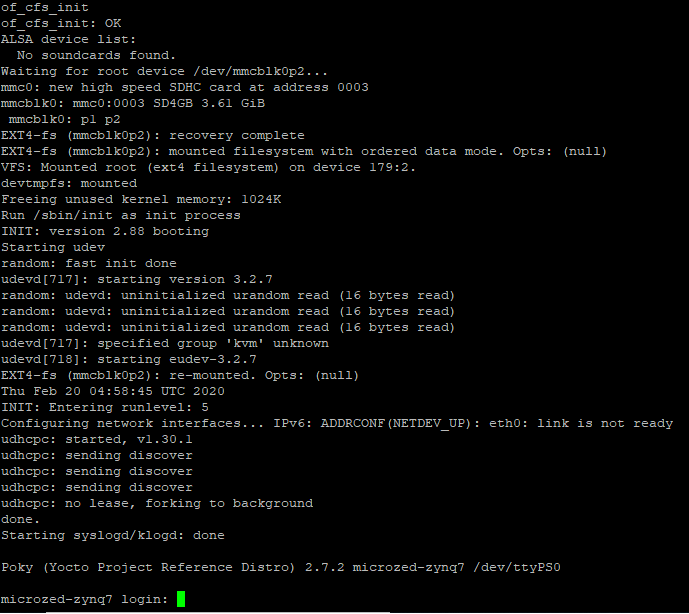 of_cfs_init
of_cfs_init: OK
ALSA device list:
  No soundcards found.
Waiting for root device /dev/mmcblk0p2...
mmc0: new high speed SDHC card at address 0003
mmcblk0: mmc0:0003 SD4GB 3.61 GiB
 mmcblk0: p1 p2
EXT4-fs (mmcblk0p2): recovery complete
EXT4-fs (mmcblk0p2): mounted filesystem with ordered data mode. Opts: (null)
VFS: Mounted root (ext4 filesystem) on device 179:2.
devtmpfs: mounted
Freeing unused kernel memory: 1024K
Run /sbin/init as init process
INIT: version 2.88 booting
Starting udev
random: fast init done
udevd[717]: starting version 3.2.7
random: udevd: uninitialized urandom read (16 bytes read)
random: udevd: uninitialized urandom read (16 bytes read)
random: udevd: uninitialized urandom read (16 bytes read)
udevd[717]: specified group 'kvm' unknown
udevd[718]: starting eudev-3.2.7
EXT4-fs (mmcblk0p2): re-mounted. Opts: (null)
Thu Feb 20 04:58:45 UTC 2020
INIT: Entering runlevel: 5
Configuring network interfaces... IPv6: ADDRCONF(NETDEV_UP): eth0: link is not ready
udhcpc: started, v1.30.1
udhcpc: sending discover
udhcpc: sending discover
udhcpc: sending discover
udhcpc: no lease, forking to background
done.
Starting syslogd/klogd: done
Poky (Yocto Project Reference Distro) 2.7.2 microzed-zynq7 /dev/ttyPS0
microzed-zynq7 login: